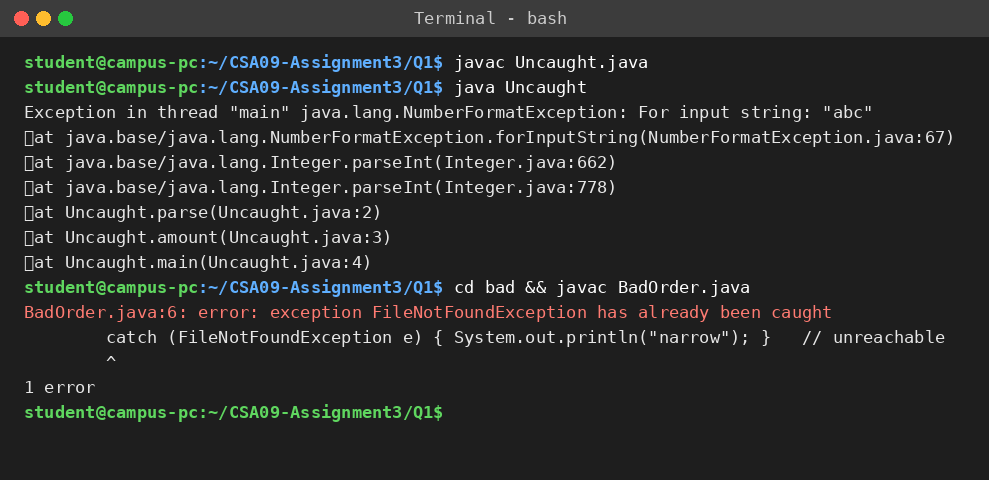 Terminal - bash
student@campus-pc:~/CSA09-Assignment3/Q1$ javac Uncaught.java
student@campus-pc:~/CSA09-Assignment3/Q1$ java Uncaught
Exception in thread "main" java.lang.NumberFormatException: For input string: "abc"
▯at java.base/java.lang.NumberFormatException.forInputString(NumberFormatException.java:67)
▯at java.base/java.lang.Integer.parseInt(Integer.java:662)
▯at java.base/java.lang.Integer.parseInt(Integer.java:778)
▯at Uncaught.parse(Uncaught.java:2)
▯at Uncaught.amount(Uncaught.java:3)
▯at Uncaught.main(Uncaught.java:4)
student@campus-pc:~/CSA09-Assignment3/Q1$ cd bad && javac BadOrder.java
BadOrder.java:6: error: exception FileNotFoundException has already been caught
        catch (FileNotFoundException e) { System.out.println("narrow"); }   // unreachable
        ^
1 error
student@campus-pc:~/CSA09-Assignment3/Q1$